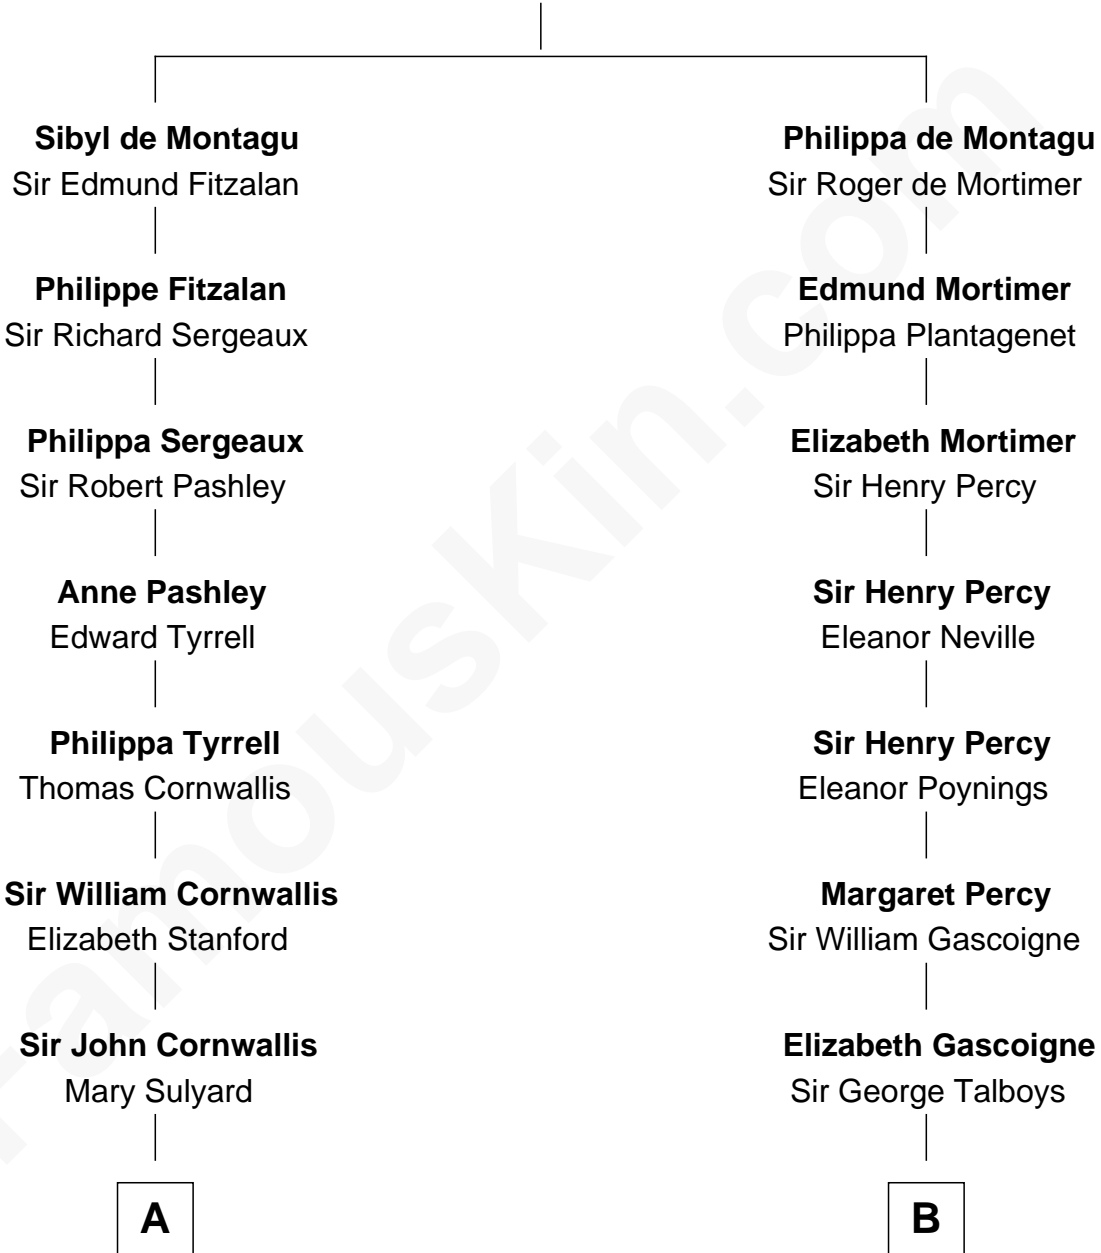 Sibyl de Montagu
Sir Edmund Fitzalan
Philippe Fitzalan
Sir Richard Sergeaux
Philippa Sergeaux
Sir Robert Pashley
Anne Pashley
Edward Tyrrell
Philippa Tyrrell
Thomas Cornwallis
Sir William Cornwallis
Elizabeth Stanford
Sir John Cornwallis
Mary Sulyard
A
Philippa de Montagu
Sir Roger de Mortimer
Edmund Mortimer
Philippa Plantagenet
Elizabeth Mortimer
Sir Henry Percy
Sir Henry Percy
Eleanor Neville
Sir Henry Percy
Eleanor Poynings
Margaret Percy
Sir William Gascoigne
Elizabeth Gascoigne
Sir George Talboys
B
FamousKin.com